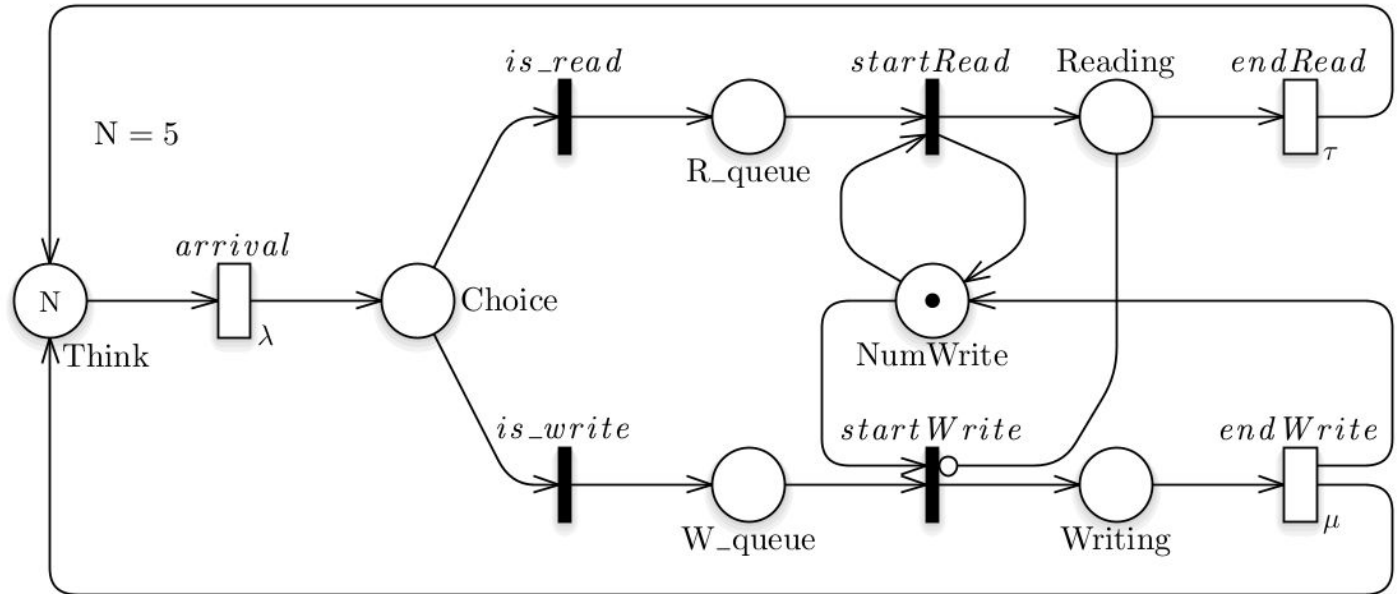 is_read
startRead
Reading
endRead
N = 5
τ
R_queue
arrival
N
Choice
λ
Think
NumWrite
is_write
startWrite
endWrite
μ
W_queue
Writing